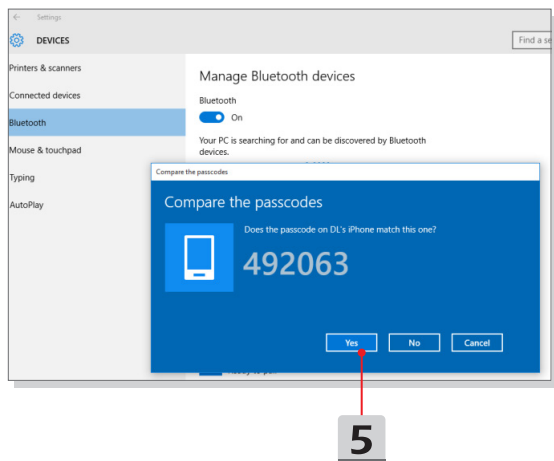 Settings
DEVICES
Find a se
Printers & scanners
Connected devices
Bluetooth
Mouse & touchpad
Typing
AutoPlay
Manage Bluetooth devices
Bluetooth
On
Your PC is searching for and can be discovered by Bluetooth
devices.
Compare the passcodes
Compare the passcodes
Does the passcode on DL's iPhone match this one?
492063
Yes No Cancel
5